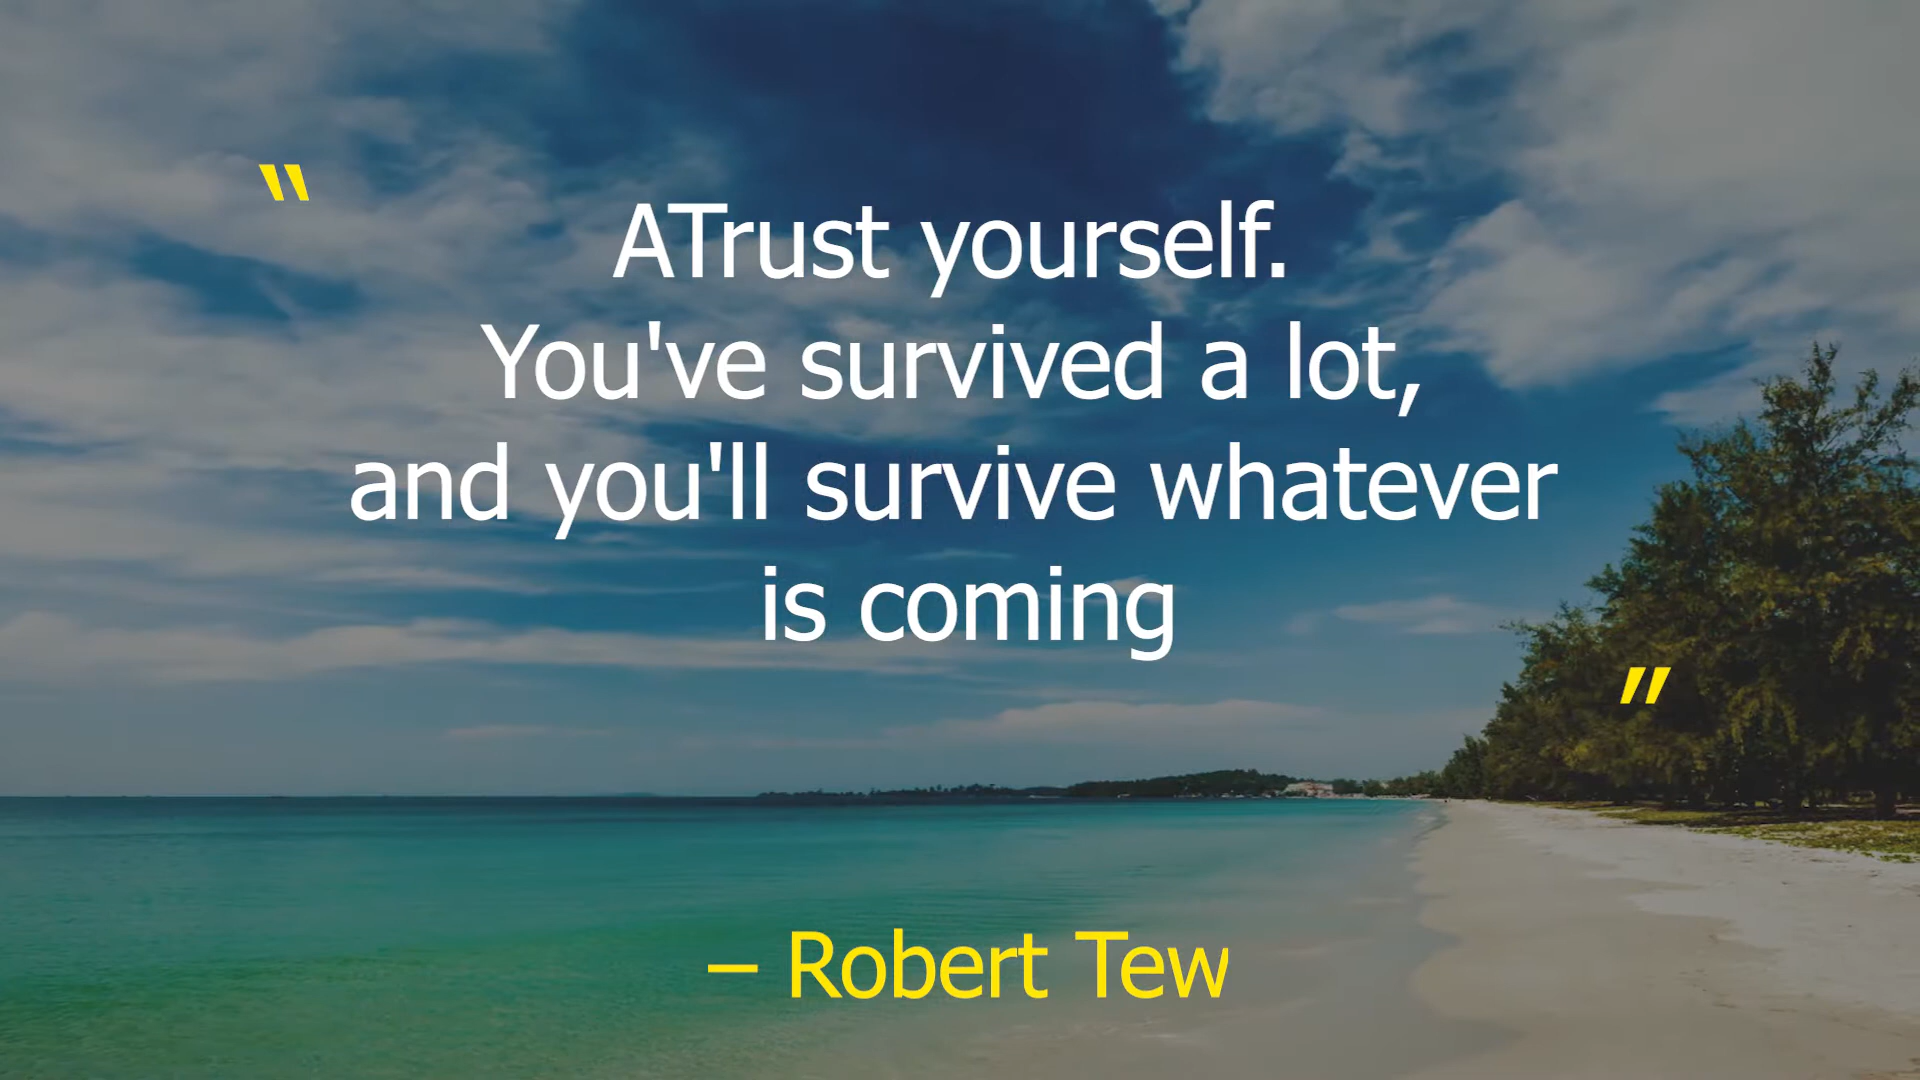 “
ATrust yourself.
You've survived a lot,
and you'll survive whatever
is coming
”
– Robert Tew